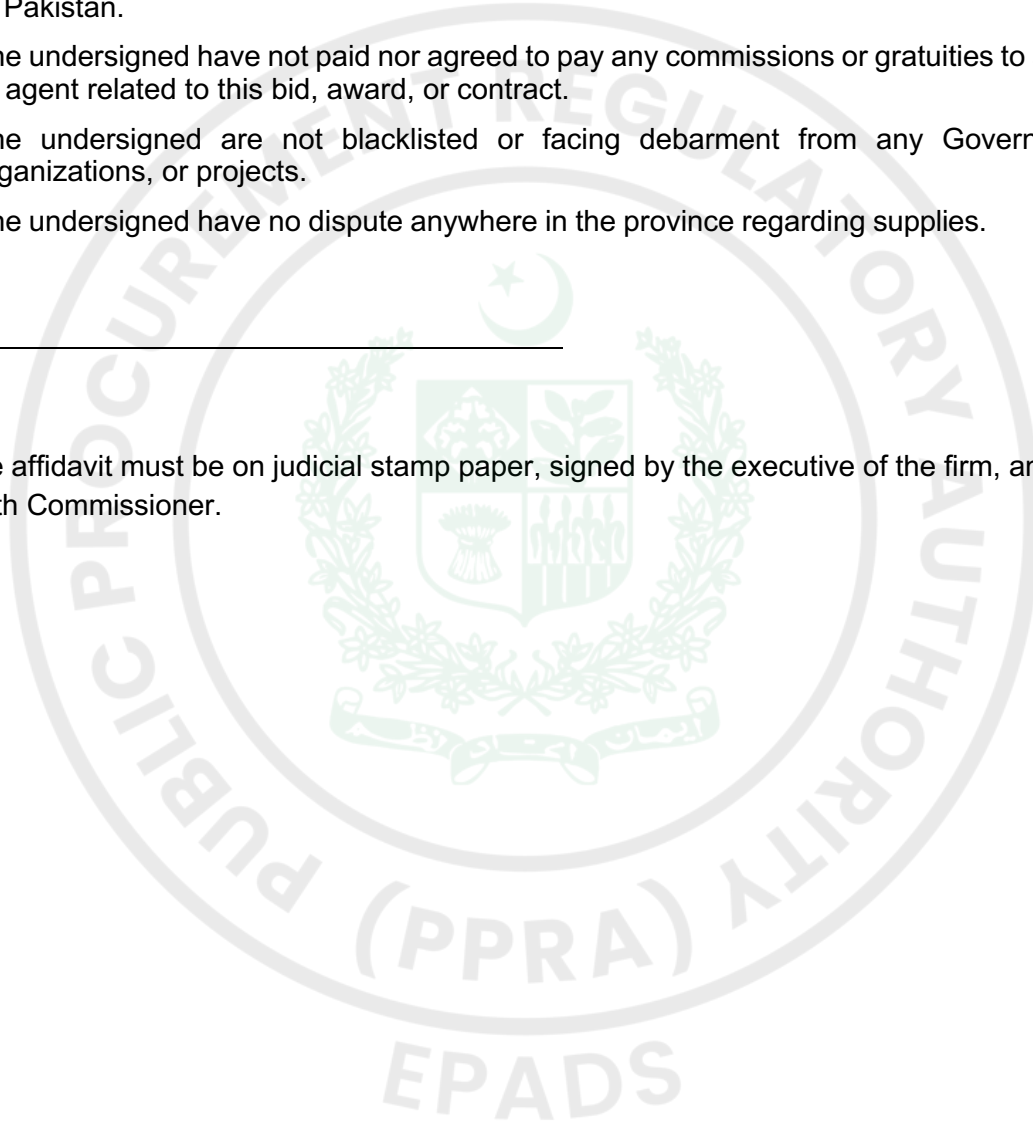 Pakistan.
he undersigned have not paid nor agreed to pay any commissions or gratuities to
agent related to this bid, award, or contract.
he undersigned are not blacklisted or facing debarment from any Govern
ganizations, or projects.
he undersigned have no dispute anywhere in the province regarding supplies.
e affidavit must be on judicial stamp paper, signed by the executive of the firm, an
th Commissioner.
PUBLIC PROCUREMENT REGULATORY AUTHORITY
(PPRA)
EPADS